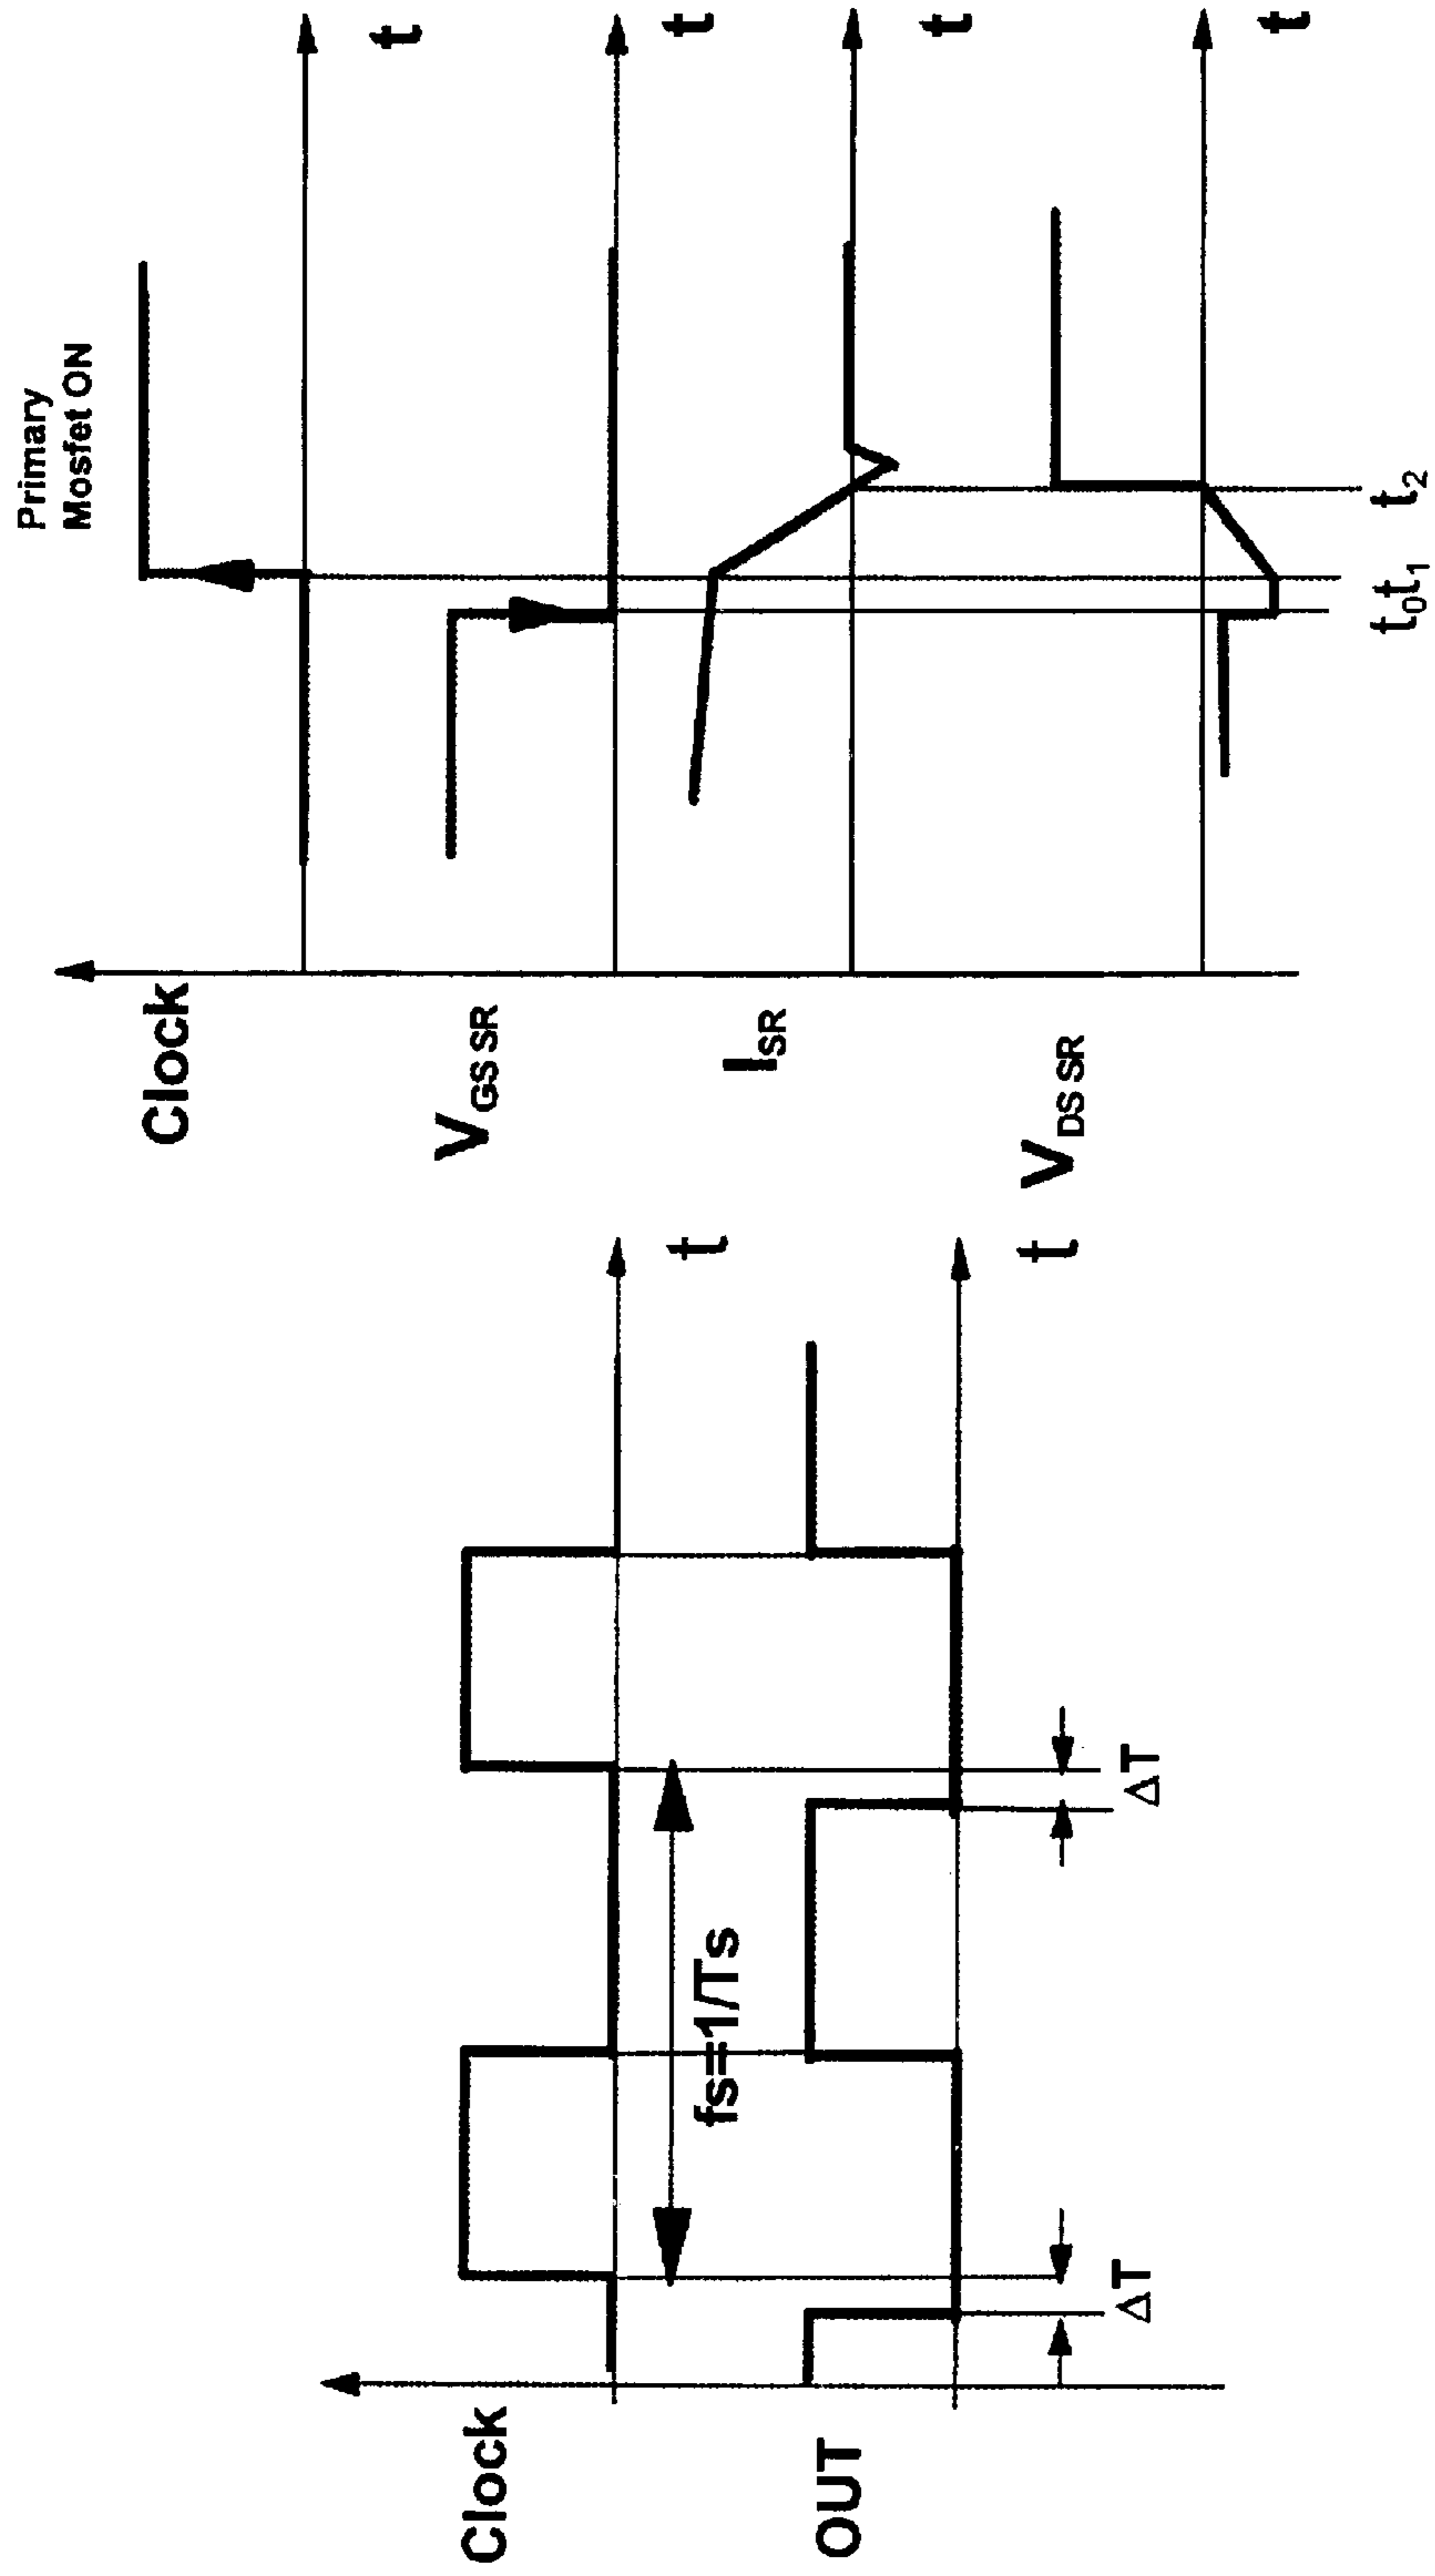 Clock
t
fs=1/Ts
OUT
t
ΔT
ΔT
Primary
Mosfet ON
Clock
t
V_GS SR
t
I_SR
t
V_DS SR
t
t₀t₁
t₂